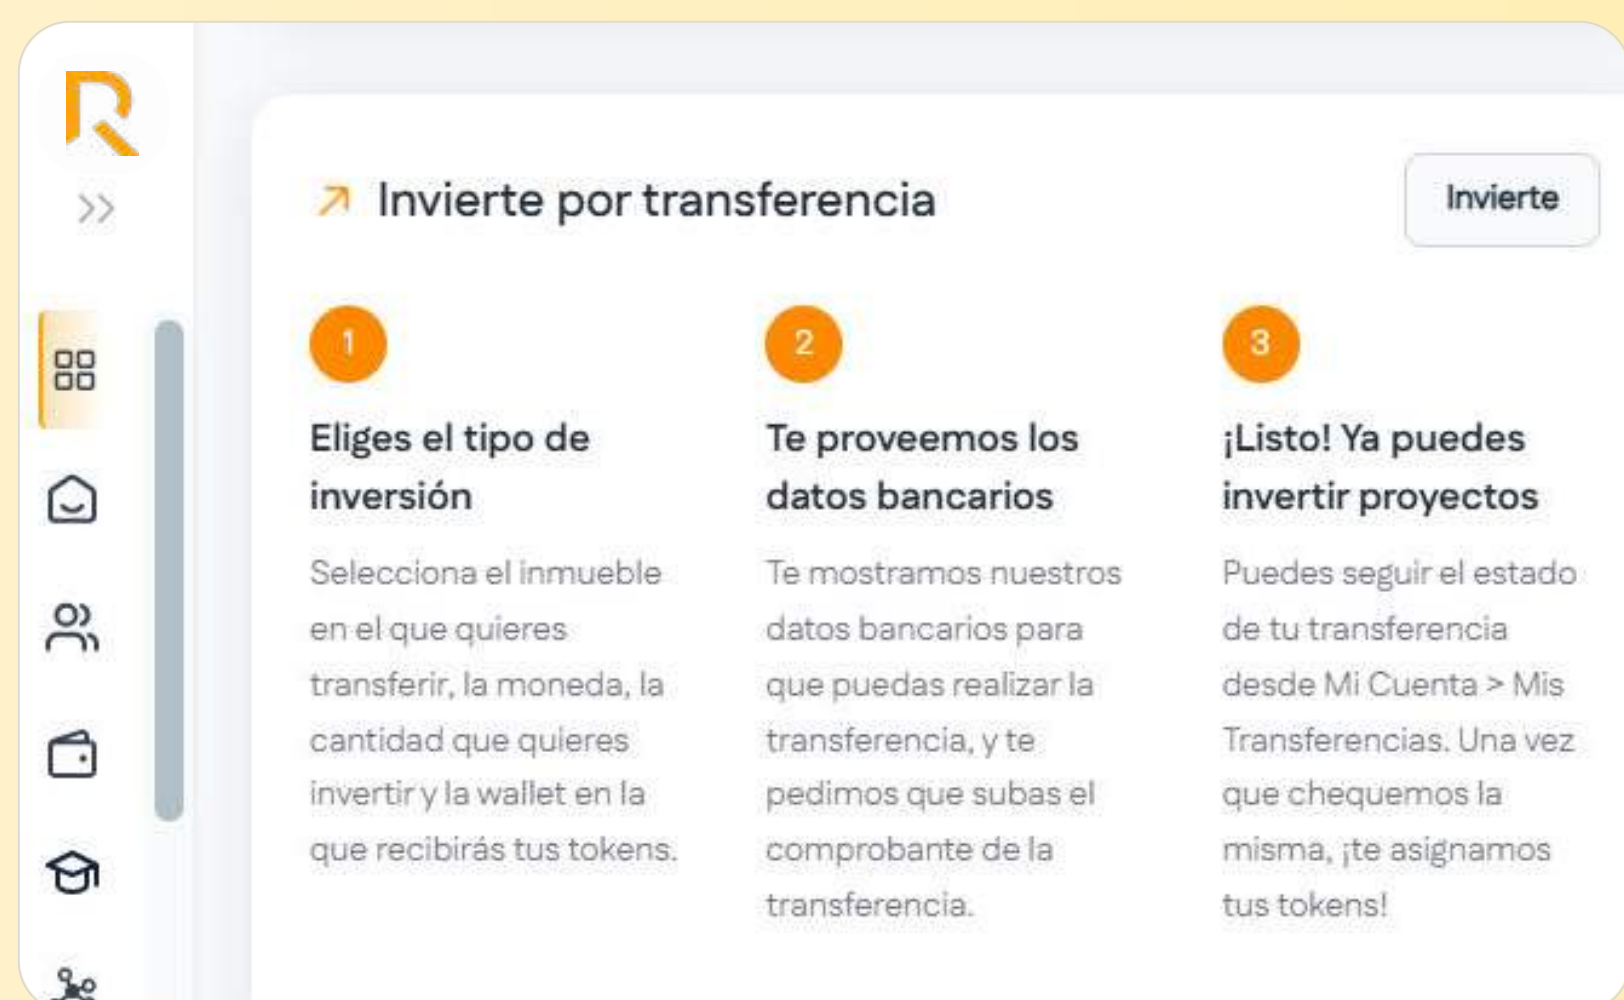 Invierte por transferencia
Invierte
1
Eliges el tipo de
inversión
Selecciona el inmueble
en el que quieres
transferir, la moneda, la
cantidad que quieres
invertir y la wallet en la
que recibirás tus tokens.
2
Te proveemos los
datos bancarios
Te mostramos nuestros
datos bancarios para
que puedas realizar la
transferencia, y te
pedimos que subas el
comprobante de la
transferencia.
3
¡Listo! Ya puedes
invertir proyectos
Puedes seguir el estado
de tu transferencia
desde Mi Cuenta > Mis
Transferencias. Una vez
que chequemos la
misma, ¡te asignamos
tus tokens!